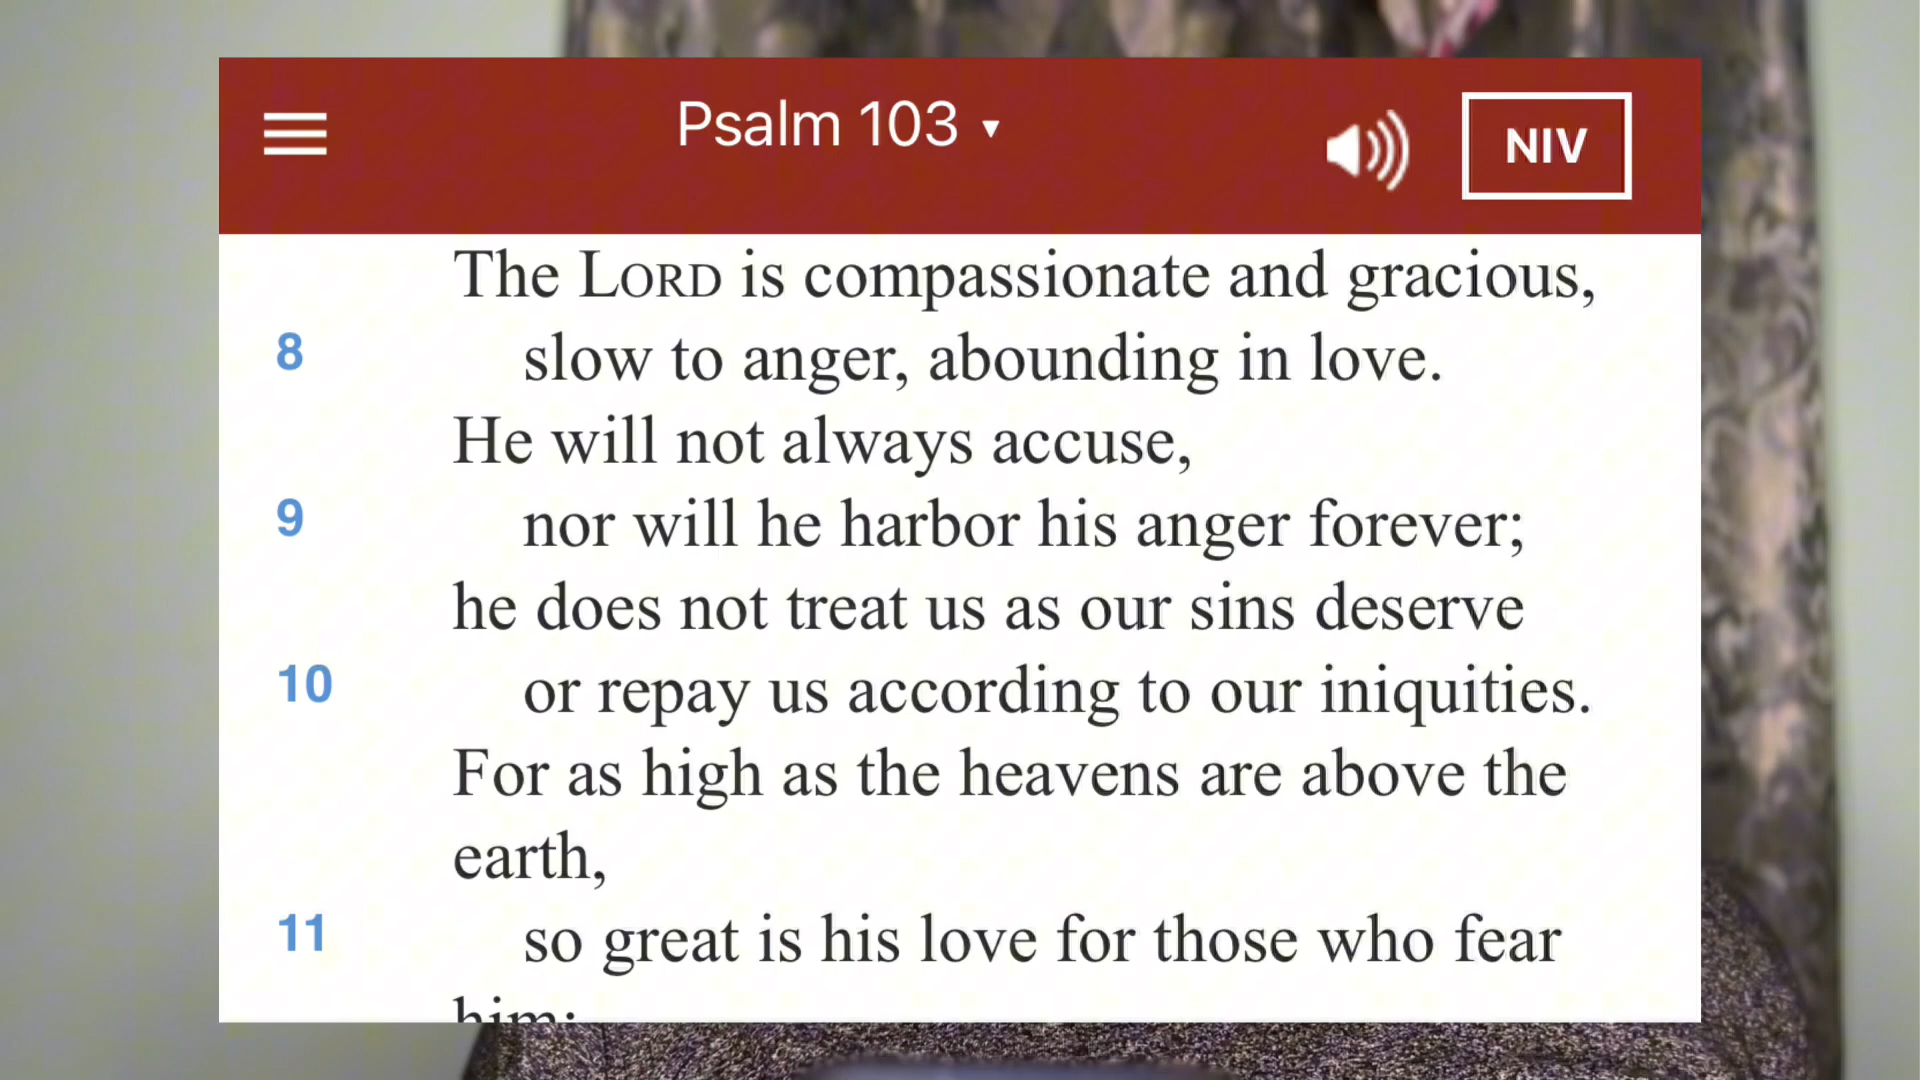 Psalm 103 ▾
NIV
The LORD is compassionate and gracious,
8 slow to anger, abounding in love.
He will not always accuse,
9 nor will he harbor his anger forever;
he does not treat us as our sins deserve
10 or repay us according to our iniquities.
For as high as the heavens are above the
earth,
11 so great is his love for those who fear
him;